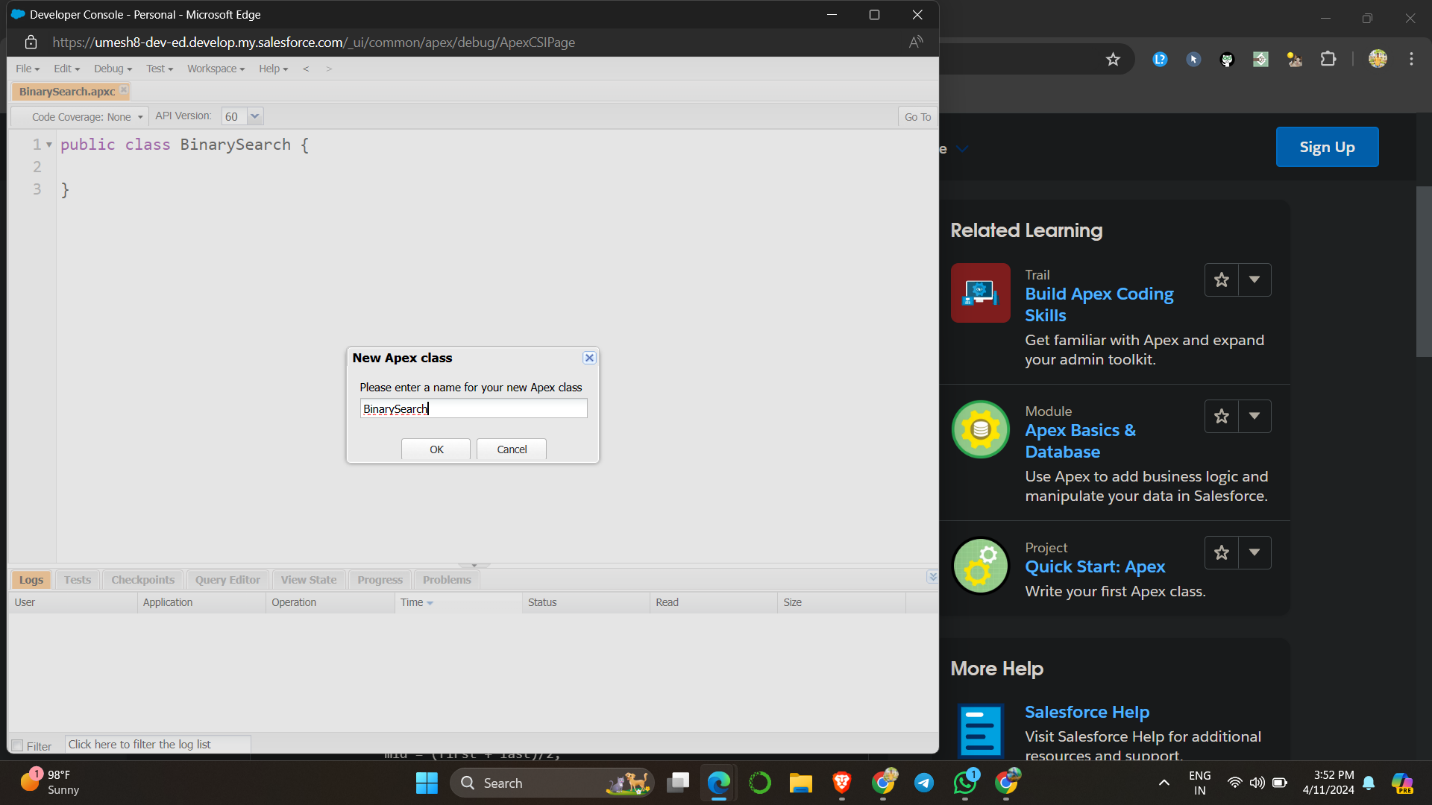 Developer Console - Personal - Microsoft Edge
https://umesh8-dev-ed.develop.my.salesforce.com/_ui/common/apex/debug/ApexCSIPage
File Edit Debug Test Workspace Help < >
BinarySearch.apxc
Code Coverage: None API Version: 60 Go To
1 public class BinarySearch {
2
3 }
New Apex class
Please enter a name for your new Apex class
BinarySearch
OK Cancel
Logs Tests Checkpoints Query Editor View State Progress Problems
User Application Operation Time Status Read Size
Filter Click here to filter the log list
mid = (first + last)/2;
e
Sign Up
Related Learning
Trail
Build Apex Coding
Skills
Get familiar with Apex and expand
your admin toolkit.
Module
Apex Basics &
Database
Use Apex to add business logic and
manipulate your data in Salesforce.
Project
Quick Start: Apex
Write your first Apex class.
More Help
Salesforce Help
Visit Salesforce Help for additional
resources and support.
1
98°F
Sunny
Search
1
ENG
IN
3:52 PM
4/11/2024
PRE